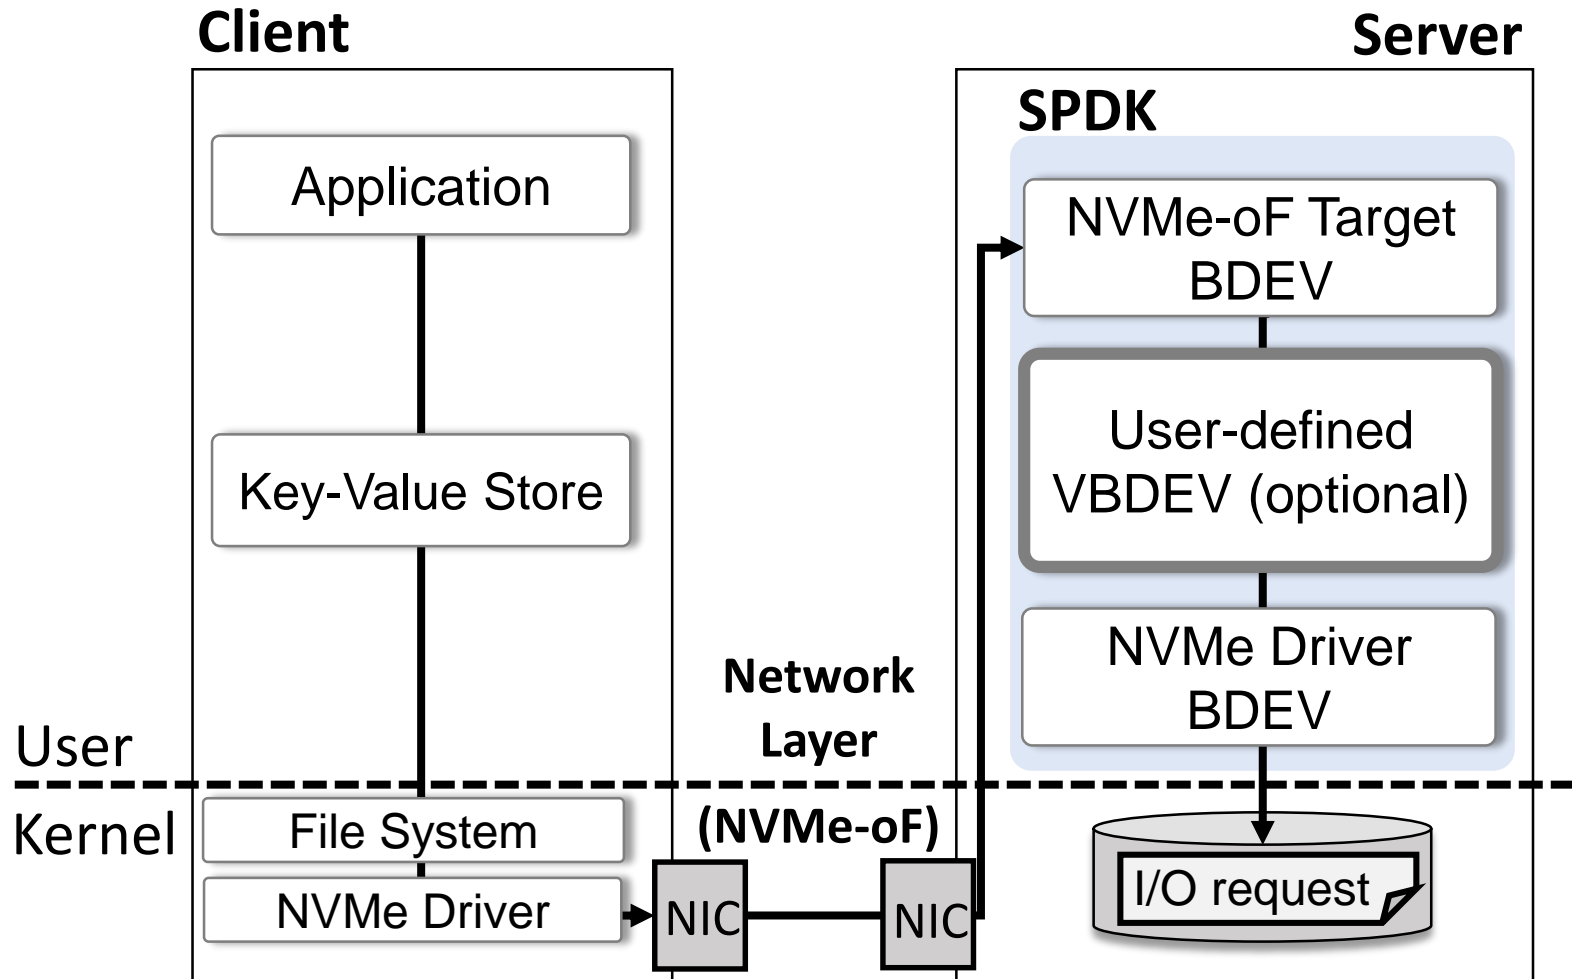 Client
Server
SPDK
Application
NVMe-oF Target
BDEV
User-defined
VBDEV (optional)
Key-Value Store
NVMe Driver
BDEV
Network
Layer
User
Kernel
(NVMe-oF)
File System
NVMe Driver
NIC
NIC
I/O request